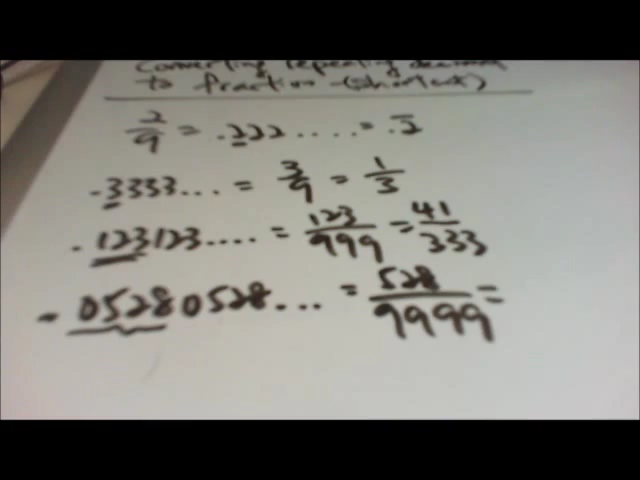 Converting repeating decimals
to fraction (shortcut)
2/9 = .222.... = .2̅
.3333... = 3/9 = 1/3
.123123.... = 123/999 = 41/333
.05280528... = 528/9999 =